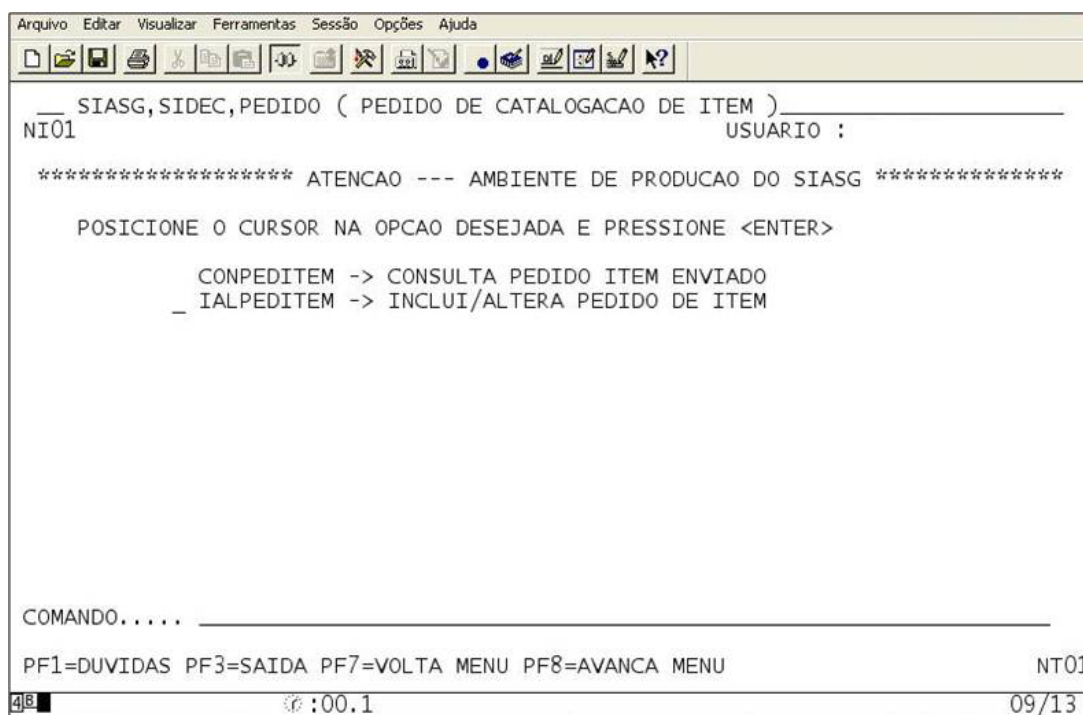 Arquivo Editar Visualizar Ferramentas Sessão Opções Ajuda
__ SIASG,SIDEC,PEDIDO ( PEDIDO DE CATALOGACAO DE ITEM )_____________________
NI01 USUARIO :
******************* ATENCAO --- AMBIENTE DE PRODUCAO DO SIASG **************
POSICIONE O CURSOR NA OPCAO DESEJADA E PRESSIONE <ENTER>
CONPEDITEM -> CONSULTA PEDIDO ITEM ENVIADO
_ IALPEDITEM -> INCLUI/ALTERA PEDIDO DE ITEM
COMANDO..... _______________________________________________________________
PF1=DUVIDAS PF3=SAIDA PF7=VOLTA MENU PF8=AVANCA MENU NT01
4B :00.1 09/13